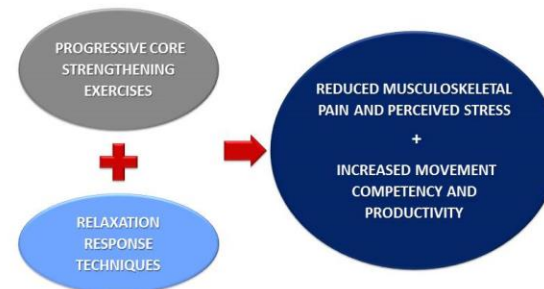 PROGRESSIVE CORE
STRENGTHENING
EXERCISES
RELAXATION
RESPONSE
TECHNIQUES
REDUCED MUSCULOSKELETAL
PAIN AND PERCEIVED STRESS
+
INCREASED MOVEMENT
COMPETENCY AND
PRODUCTIVITY